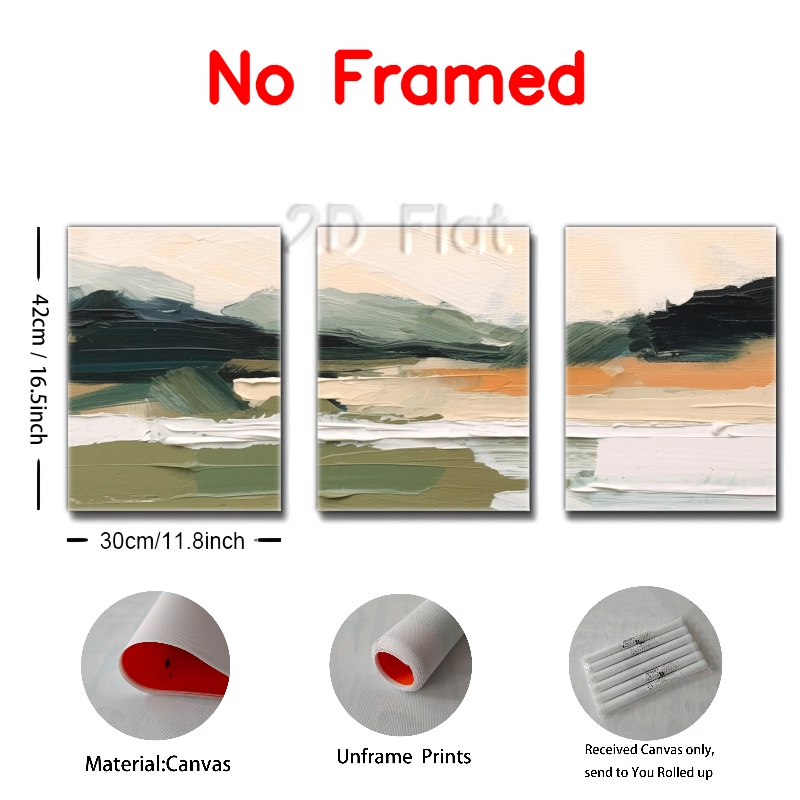 No Framed
2D Flat
42cm / 16.5inch
30cm/11.8inch
Material:Canvas
Unframe Prints
Received Canvas only,
send to You Rolled up